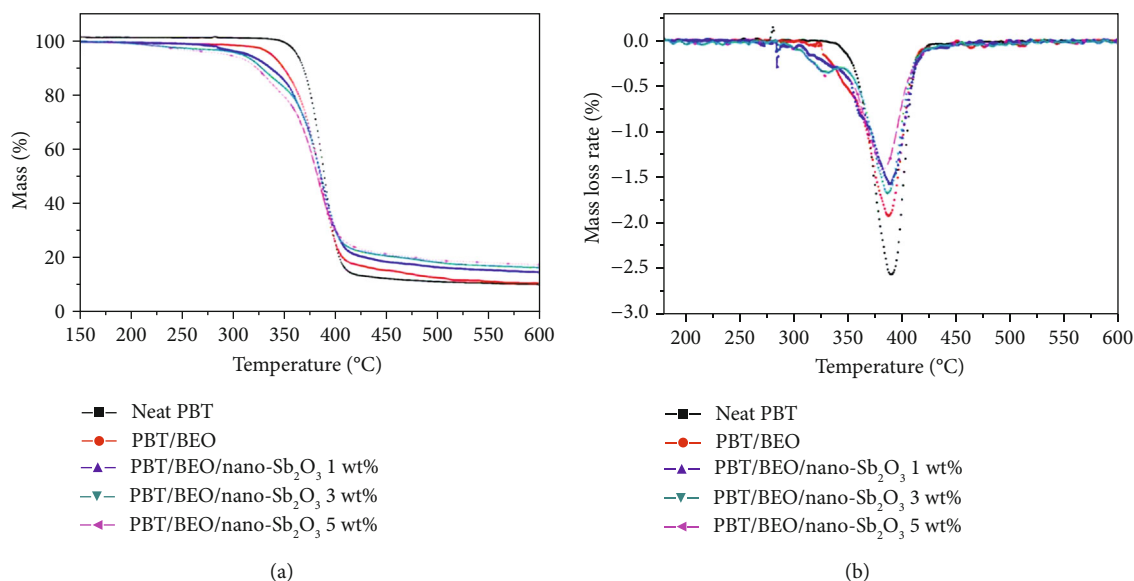 100
80
60
40
20
0
Mass (%)
150 200 250 300 350 400 450 500 550 600
Temperature (°C)
Neat PBT
PBT/BEO
PBT/BEO/nano-Sb₂O₃ 1 wt%
PBT/BEO/nano-Sb₂O₃ 3 wt%
PBT/BEO/nano-Sb₂O₃ 5 wt%
(a)
0.0
−0.5
−1.0
−1.5
−2.0
−2.5
−3.0
Mass loss rate (%)
200 250 300 350 400 450 500 550 600
Temperature (°C)
Neat PBT
PBT/BEO
PBT/BEO/nano-Sb₂O₃ 1 wt%
PBT/BEO/nano-Sb₂O₃ 3 wt%
PBT/BEO/nano-Sb₂O₃ 5 wt%
(b)